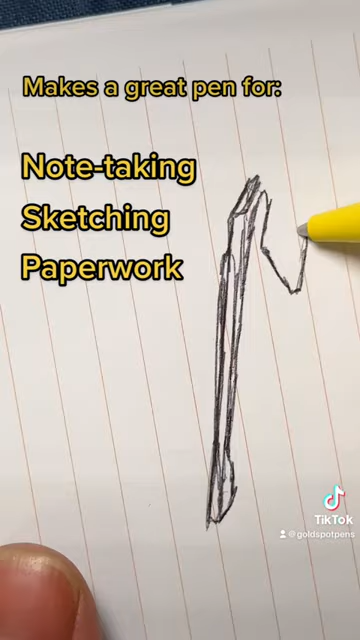 Makes a great pen for:
Note-taking
Sketching
Paperwork
TikTok
@goldspotpens